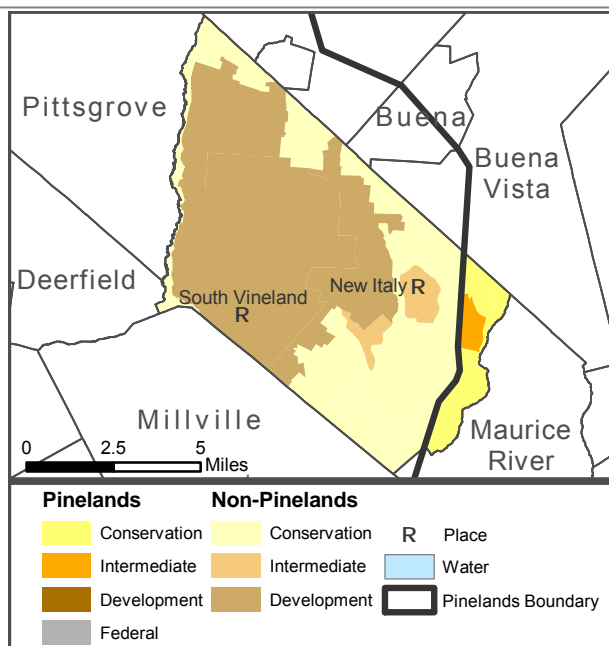 Pittsgrove
Buena
Buena
Vista
Deerfield
New Italy R
South Vineland
R
Millville
Maurice
River
0 2.5 5
Miles
Pinelands Non-Pinelands
Conservation Conservation R Place
Intermediate Intermediate Water
Development Development Pinelands Boundary
Federal